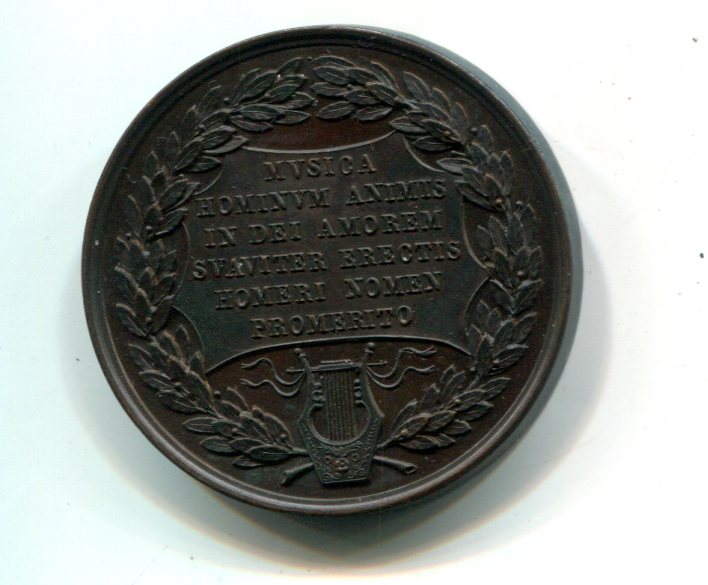 MVSICA
HOMINVM ANIMIS
IN DEI AMOREM
SVAVITER ERECTIS
HOMERI NOMEN
PROMERITO